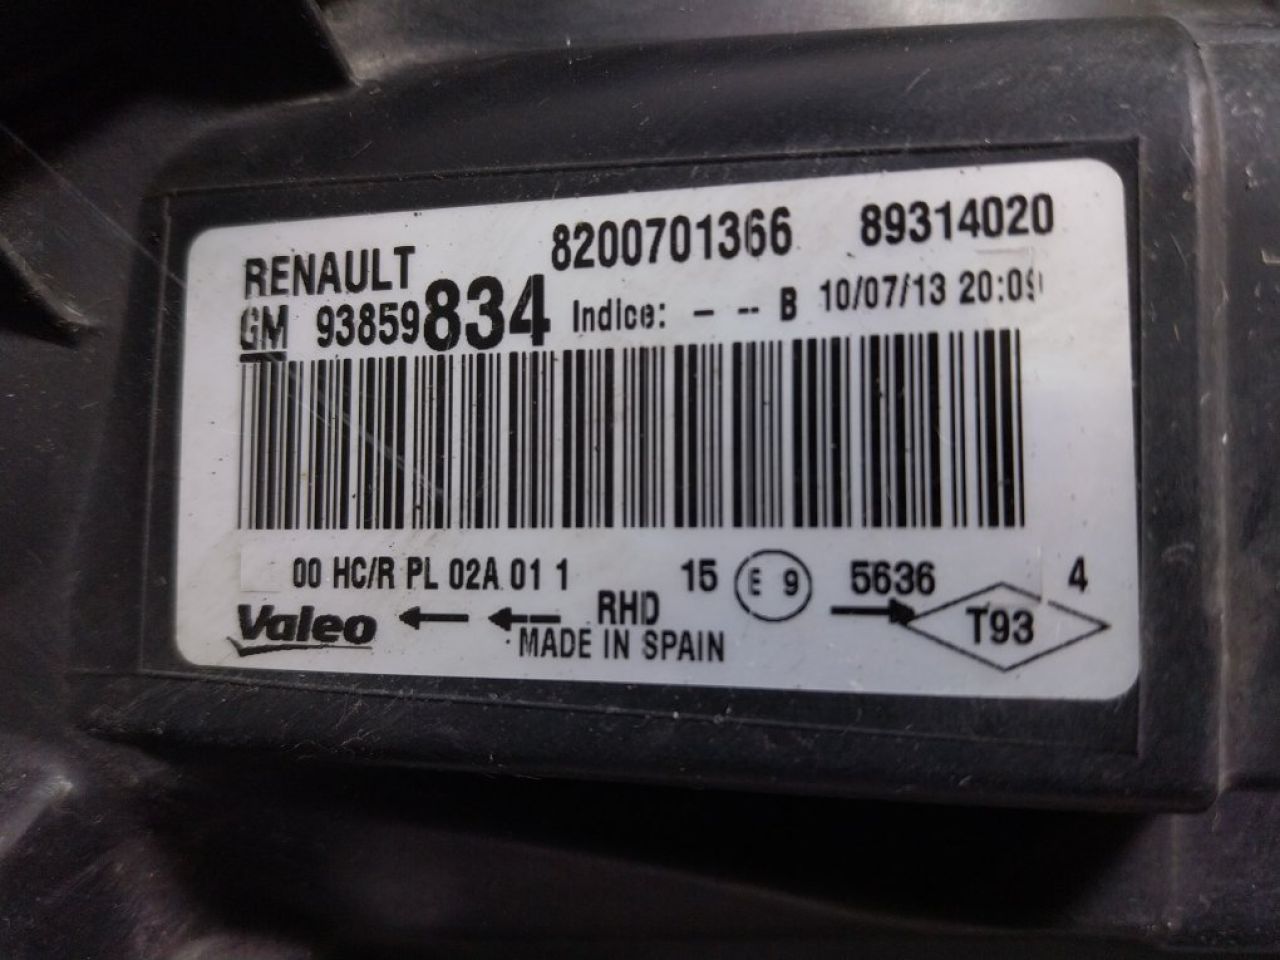 RENAULT 8200701366 89314020
GM 93859834 Indice: - -- B 10/07/13 20:09
00 HC/R PL 02A 01 1 15 E 9 5636 4
Valeo RHD T93
MADE IN SPAIN